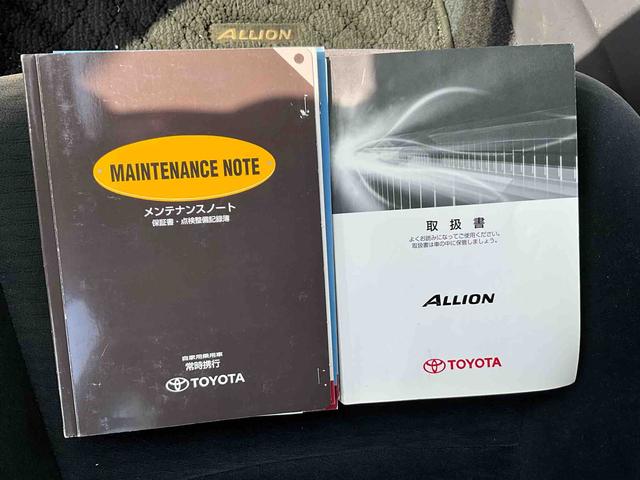 ALLION
MAINTENANCE NOTE
メンテナンスノート
保証書・点検整備記録簿
自家用乗用車
常時携行
TOYOTA
取扱書
よくお読みになってご使用ください。
取扱書は車の中に保管しましょう。
ALLION
TOYOTA